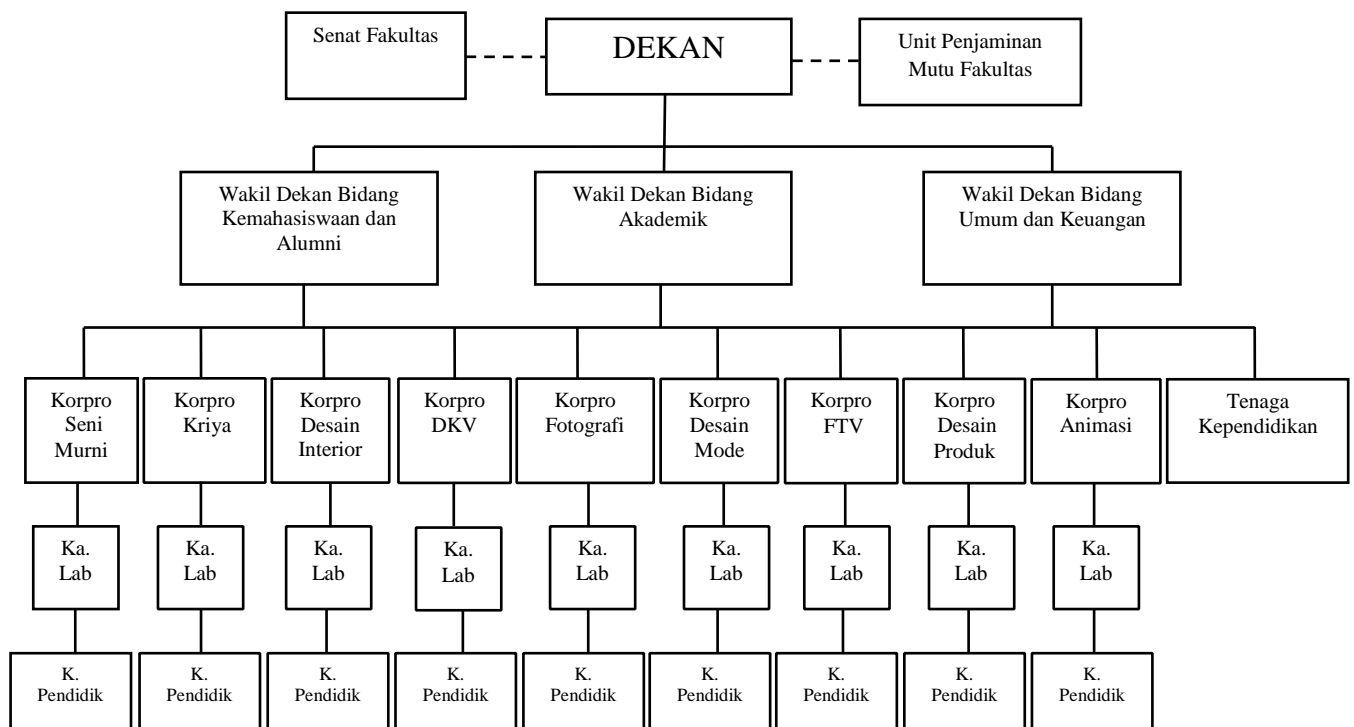 Senat Fakultas
DEKAN
Unit Penjaminan
Mutu Fakultas
Wakil Dekan Bidang
Kemahasiswaan dan
Alumni
Wakil Dekan Bidang
Akademik
Wakil Dekan Bidang
Umum dan Keuangan
Korpro
Seni
Murni
Korpro
Kriya
Korpro
Desain
Interior
Korpro
DKV
Korpro
Fotografi
Korpro
Desain
Mode
Korpro
FTV
Korpro
Desain
Produk
Korpro
Animasi
Tenaga
Kependidikan
Ka.
Lab
Ka.
Lab
Ka.
Lab
Ka.
Lab
Ka.
Lab
Ka.
Lab
Ka.
Lab
Ka.
Lab
Ka.
Lab
K.
Pendidik
K.
Pendidik
K.
Pendidik
K.
Pendidik
K.
Pendidik
K.
Pendidik
K.
Pendidik
K.
Pendidik
K.
Pendidik